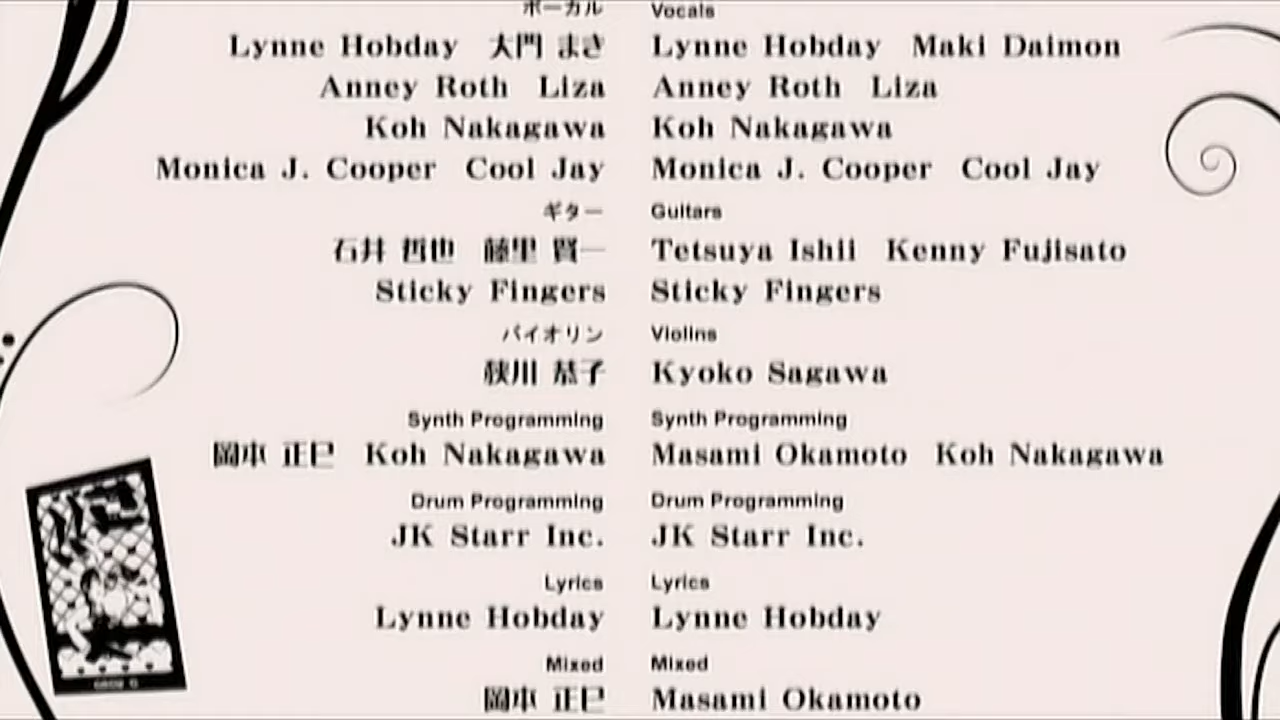 ボーカル Vocals
Lynne Hobday 大門 まき Lynne Hobday Maki Daimon
Anney Roth Liza Anney Roth Liza
Koh Nakagawa Koh Nakagawa
Monica J. Cooper Cool Jay Monica J. Cooper Cool Jay
ギター Guitars
石井 哲也 藤里 賢一 Tetsuya Ishii Kenny Fujisato
Sticky Fingers Sticky Fingers
バイオリン Violins
荻川 恭子 Kyoko Sagawa
Synth Programming Synth Programming
岡本 正巳 Koh Nakagawa Masami Okamoto Koh Nakagawa
Drum Programming Drum Programming
JK Starr Inc. JK Starr Inc.
Lyrics Lyrics
Lynne Hobday Lynne Hobday
Mixed Mixed
岡本 正巳 Masami Okamoto